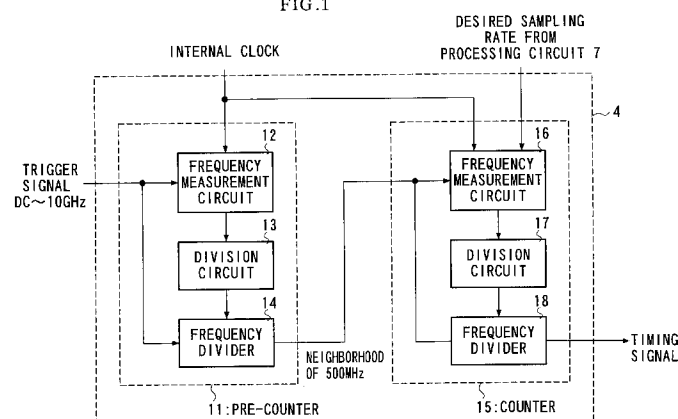 FIG.1
DESIRED SAMPLING
RATE FROM
PROCESSING CIRCUIT 7
INTERNAL CLOCK
4
12
16
TRIGGER
SIGNAL
DC~10GHz
FREQUENCY
MEASUREMENT
CIRCUIT
FREQUENCY
MEASUREMENT
CIRCUIT
13
17
DIVISION
CIRCUIT
DIVISION
CIRCUIT
14
18
FREQUENCY
DIVIDER
NEIGHBORHOOD
OF 500MHz
FREQUENCY
DIVIDER
TIMING
SIGNAL
11:PRE-COUNTER
15:COUNTER